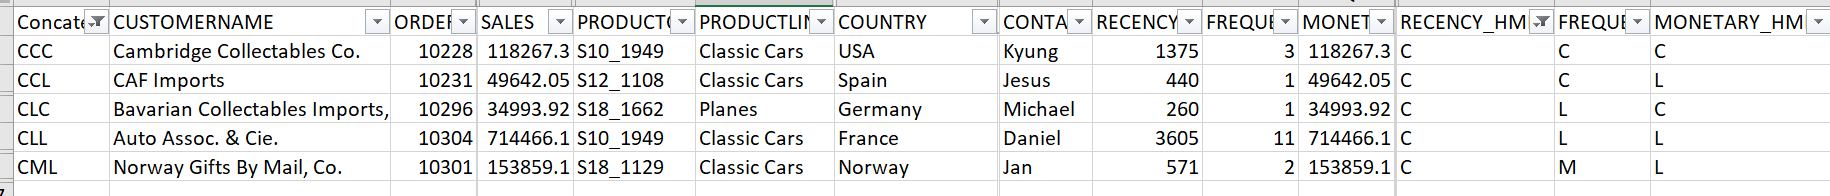 Concate CUSTOMERNAME ORDER SALES PRODUCTC PRODUCTLIN COUNTRY CONTA RECENCY FREQUE MONET RECENCY_HM FREQUE MONETARY_HM
CCC Cambridge Collectables Co. 10228 118267.3 S10_1949 Classic Cars USA Kyung 1375 3 118267.3 C C C
CCL CAF Imports 10231 49642.05 S12_1108 Classic Cars Spain Jesus 440 1 49642.05 C C L
CLC Bavarian Collectables Imports, 10296 34993.92 S18_1662 Planes Germany Michael 260 1 34993.92 C L C
CLL Auto Assoc. & Cie. 10304 714466.1 S10_1949 Classic Cars France Daniel 3605 11 714466.1 C L L
CML Norway Gifts By Mail, Co. 10301 153859.1 S18_1129 Classic Cars Norway Jan 571 2 153859.1 C M L